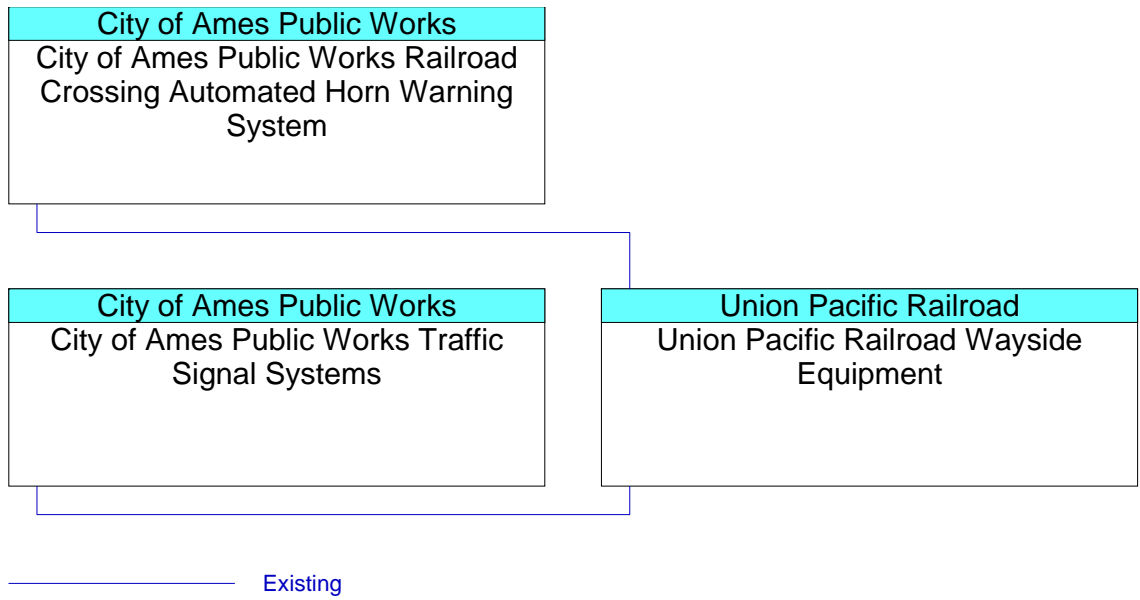 City of Ames Public Works
City of Ames Public Works Railroad
Crossing Automated Horn Warning
System
City of Ames Public Works
City of Ames Public Works Traffic
Signal Systems
Union Pacific Railroad
Union Pacific Railroad Wayside
Equipment
Existing